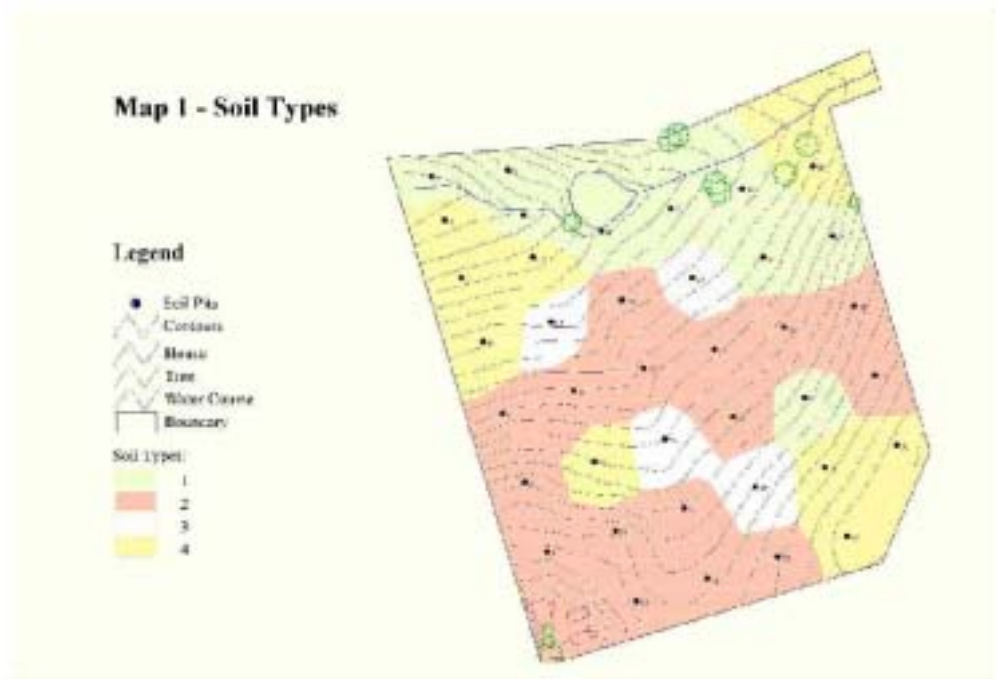 Map 1 - Soil Types
Legend
Soil Pits
Contours
House
Tree
Water Course
Boundary
Soil Types:
1
2
3
4